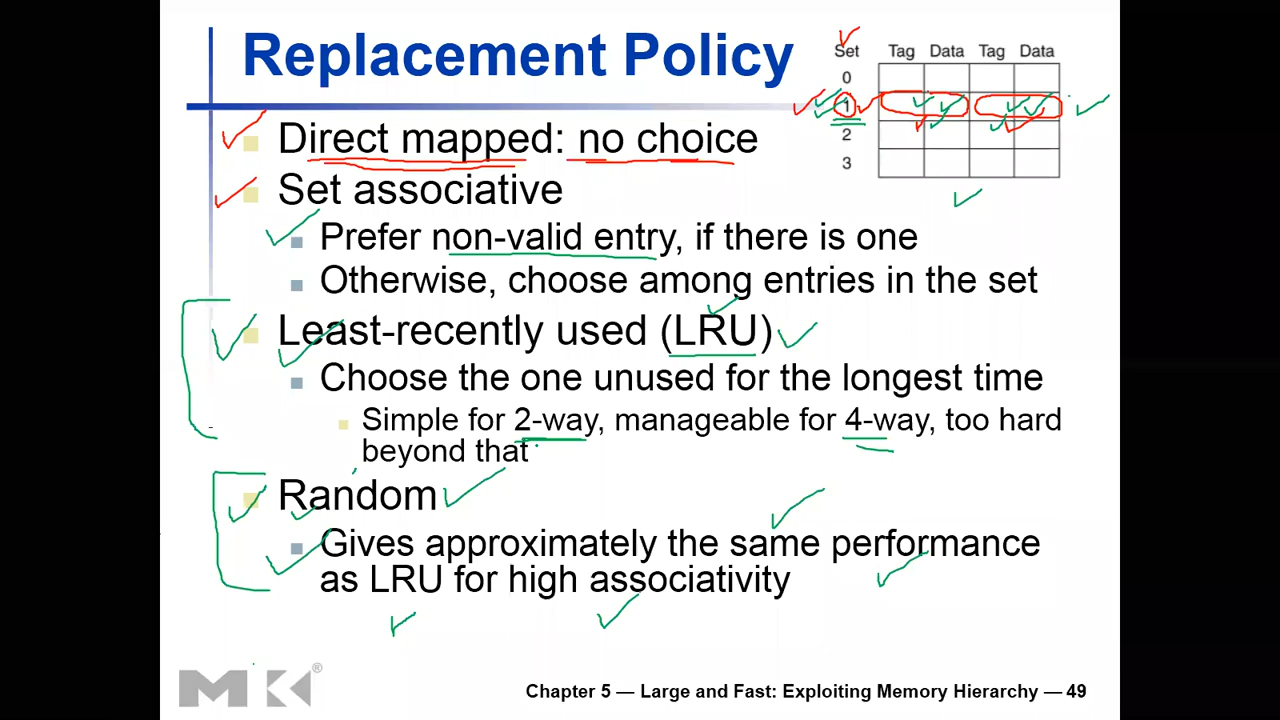 Replacement Policy
Set Tag Data Tag Data
0
1
2
3
Direct mapped: no choice
Set associative
Prefer non-valid entry, if there is one
Otherwise, choose among entries in the set
Least-recently used (LRU)
Choose the one unused for the longest time
Simple for 2-way, manageable for 4-way, too hard
beyond that
Random
Gives approximately the same performance
as LRU for high associativity
MK®
Chapter 5 — Large and Fast: Exploiting Memory Hierarchy — 49